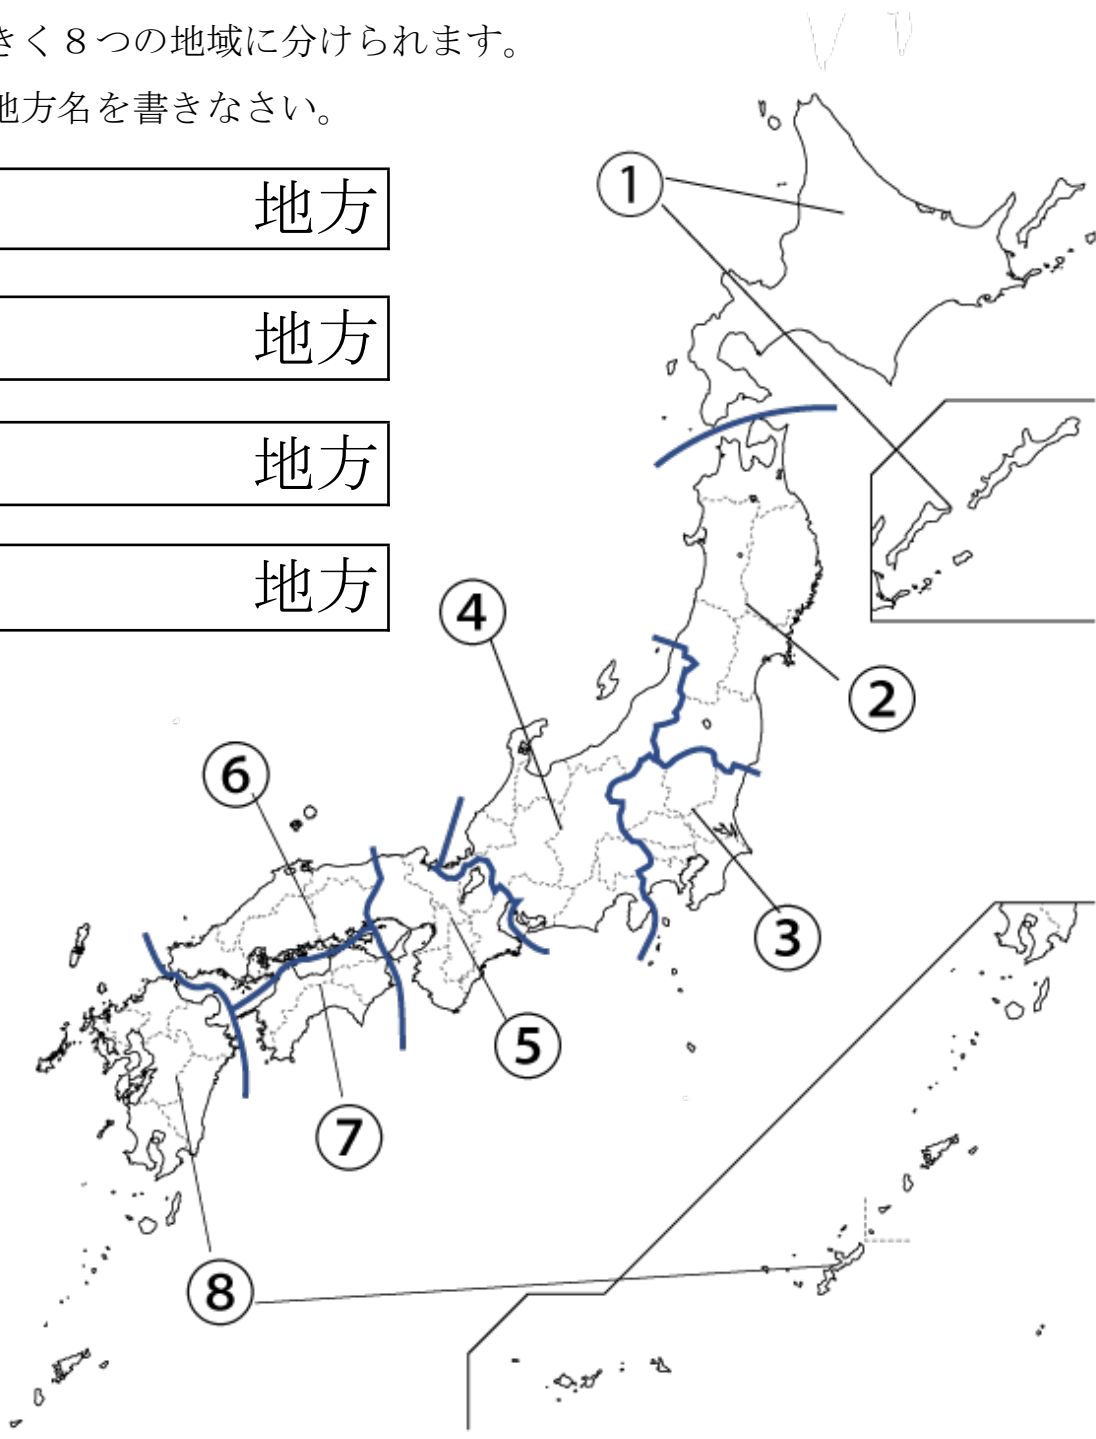 きく８つの地域に分けられます。
地方名を書きなさい。
地方
地方
地方
地方
①
②
④
⑥
③
⑤
⑦
⑧